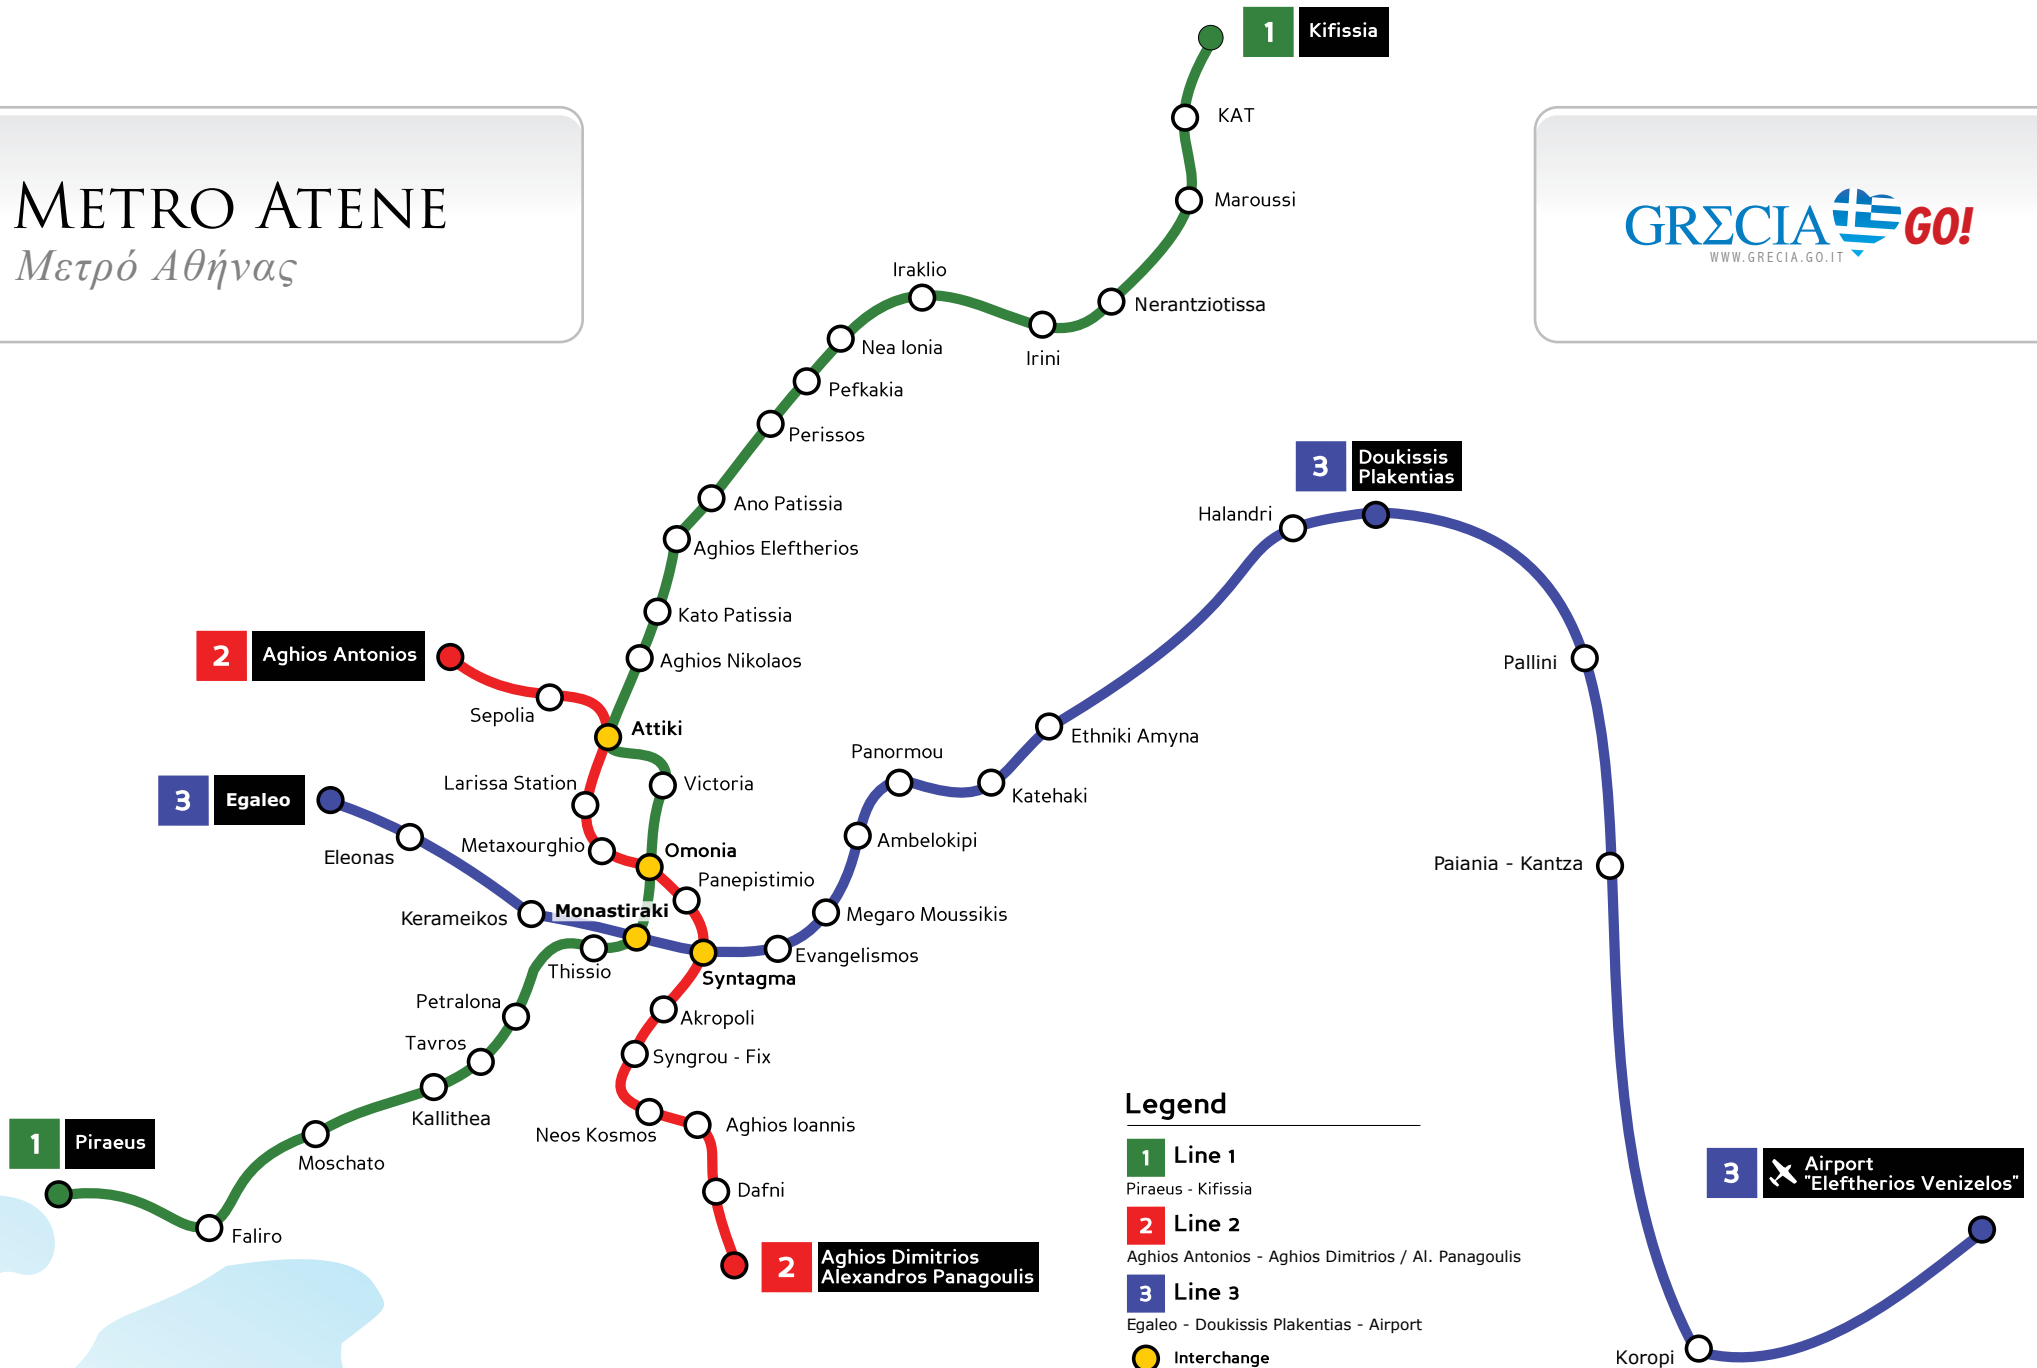 1 Kifissia
KAT
METRO ATENE
Μετρό Αθήνας
Maroussi
GRΣCIA GO!
WWW.GRECIA.GO.IT
Iraklio
Nerantziotissa
Nea Ionia
Irini
Pefkakia
Perissos
3 Doukissis
Plakentias
Ano Patissia
Halandri
Aghios Eleftherios
Kato Patissia
2 Aghios Antonios
Aghios Nikolaos
Pallini
Sepolia
Attiki
Ethniki Amyna
Panormou
Larissa Station
Victoria
Katehaki
3 Egaleo
Metaxourghio
Omonia
Ambelokipi
Eleonas
Paiania - Kantza
Panepistimio
Monastiraki
Kerameikos
Megaro Moussikis
Evangelismos
Thissio
Syntagma
Petralona
Akropoli
Tavros
Syngrou - Fix
Kallithea
Neos Kosmos
Aghios Ioannis
1 Piraeus
Moschato
Dafni
Faliro
2 Aghios Dimitrios
Alexandros Panagoulis
Legend
1 Line 1
Piraeus - Kifissia
2 Line 2
Aghios Antonios - Aghios Dimitrios / Al. Panagoulis
3 Line 3
Egaleo - Doukissis Plakentias - Airport
Interchange
3 Airport
"Eleftherios Venizelos"
Koropi